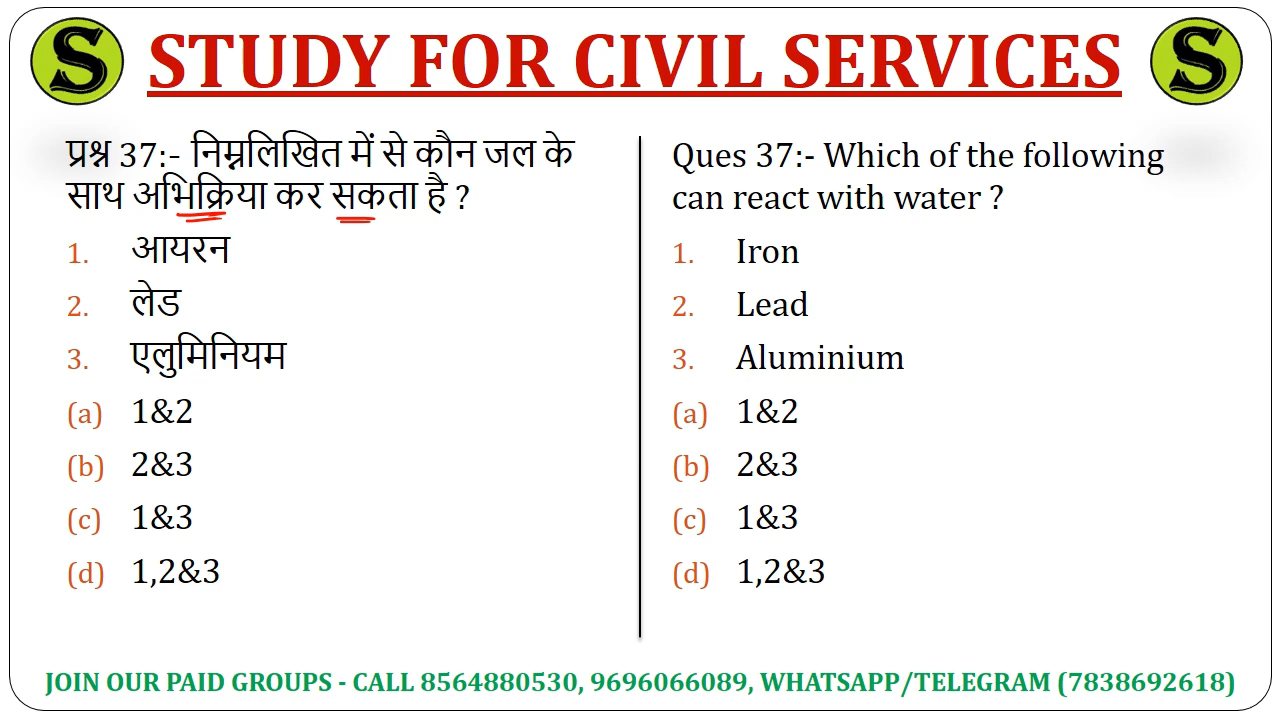 S STUDY FOR CIVIL SERVICES S
प्रश्न 37:- निम्नलिखित में से कौन जल के
साथ अभिक्रिया कर सकता है ?
1. आयरन
2. लेड
3. एलुमिनियम
(a) 1&2
(b) 2&3
(c) 1&3
(d) 1,2&3
Ques 37:- Which of the following
can react with water ?
1. Iron
2. Lead
3. Aluminium
(a) 1&2
(b) 2&3
(c) 1&3
(d) 1,2&3
JOIN OUR PAID GROUPS - CALL 8564880530, 9696066089, WHATSAPP/TELEGRAM (7838692618)